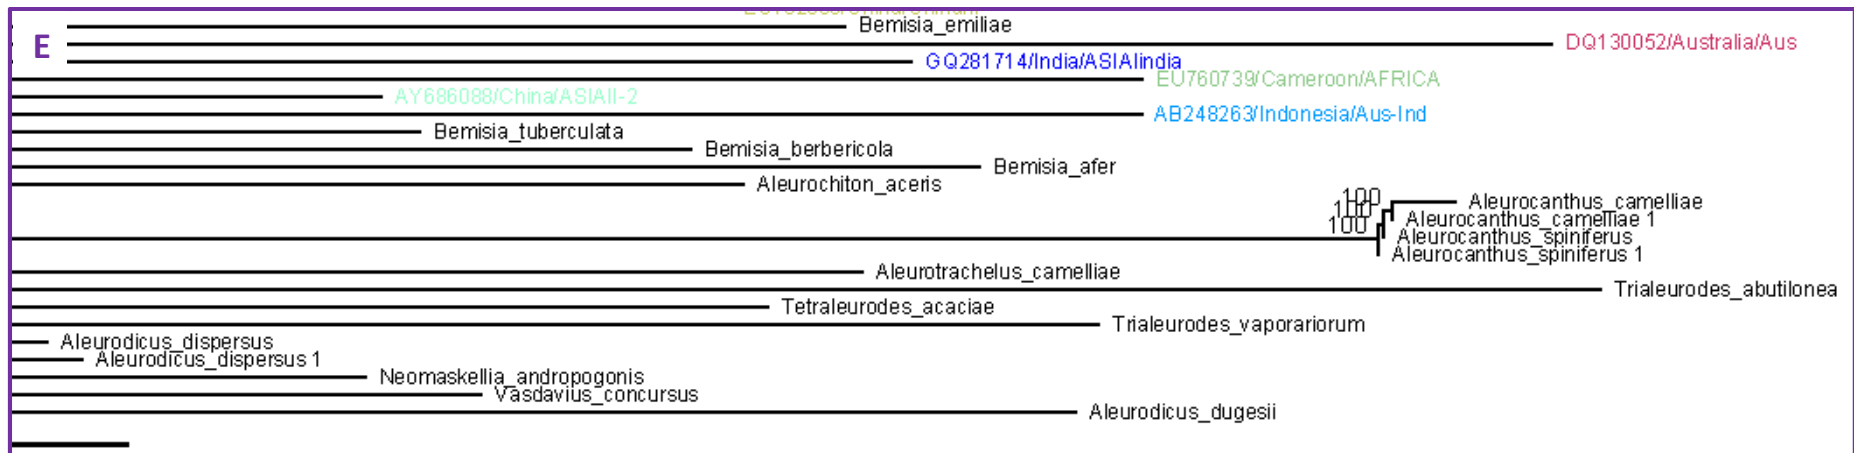 Bemisia_emiliae
E
DQ130052/Australia/Aus
GQ281714/India/ASIAIindia
EU760739/Cameroon/AFRICA
AY686088/China/ASIAII-2
AB248263/Indonesia/Aus-Ind
Bemisia_tuberculata
Bemisia_berbericola
Bemisia_afer
Aleurochiton_aceris
100
Aleurocanthus_camelliae
100
Aleurocanthus_camelliae 1
100
Aleurocanthus_spiniferus
Aleurocanthus_spiniferus 1
Aleurotrachelus_camelliae
Trialeurodes_abutilonea
Tetraleurodes_acaciae
Trialeurodes_vaporariorum
Aleurodicus_dispersus
Aleurodicus_dispersus 1
Neomaskellia_andropogonis
Vasdavius_concursus
Aleurodicus_dugesii